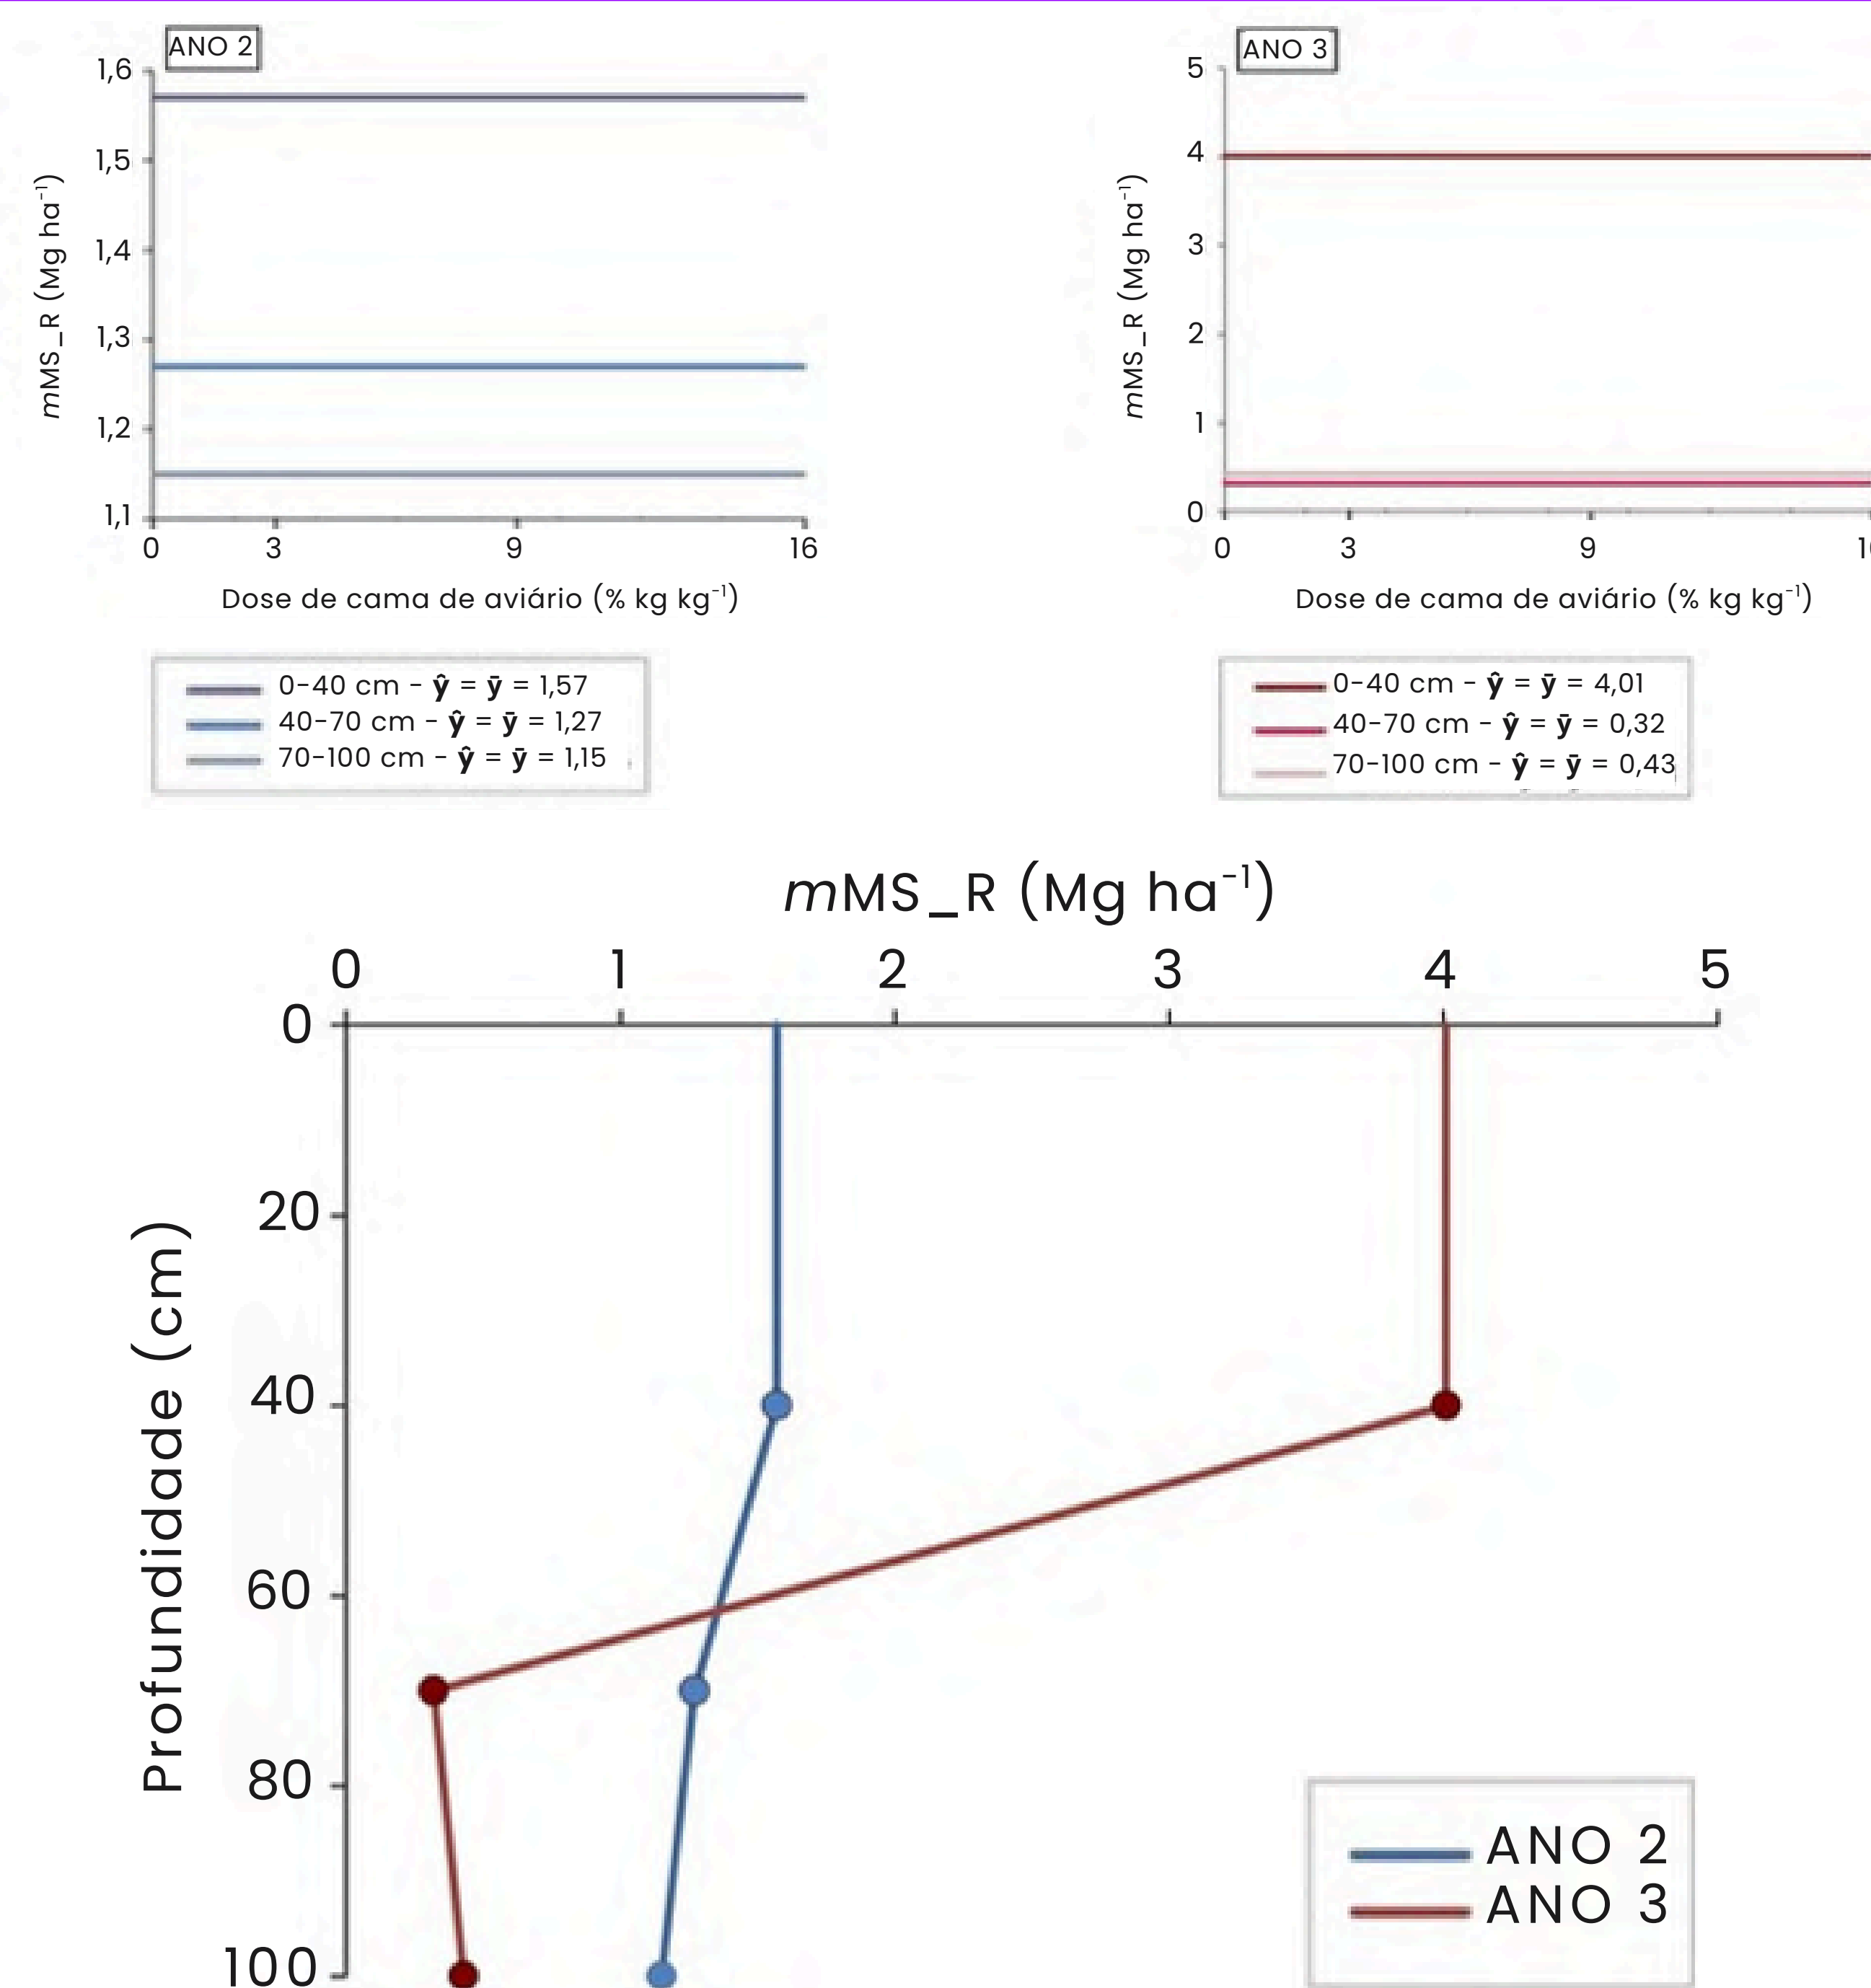 ANO 2
1,6
1,5
1,4
1,3
1,2
1,1
mMS_R (Mg ha⁻¹)
0 3 9 16
Dose de cama de aviário (% kg kg⁻¹)
0-40 cm - ŷ = ȳ = 1,57
40-70 cm - ŷ = ȳ = 1,27
70-100 cm - ŷ = ȳ = 1,15
ANO 3
5
4
3
2
1
0
mMS_R (Mg ha⁻¹)
0 3 9
Dose de cama de aviário (% kg kg⁻¹)
0-40 cm - ŷ = ȳ = 4,01
40-70 cm - ŷ = ȳ = 0,32
70-100 cm - ŷ = ȳ = 0,43
mMS_R (Mg ha⁻¹)
0 1 2 3 4 5
0
20
40
60
80
100
Profundidade (cm)
ANO 2
ANO 3